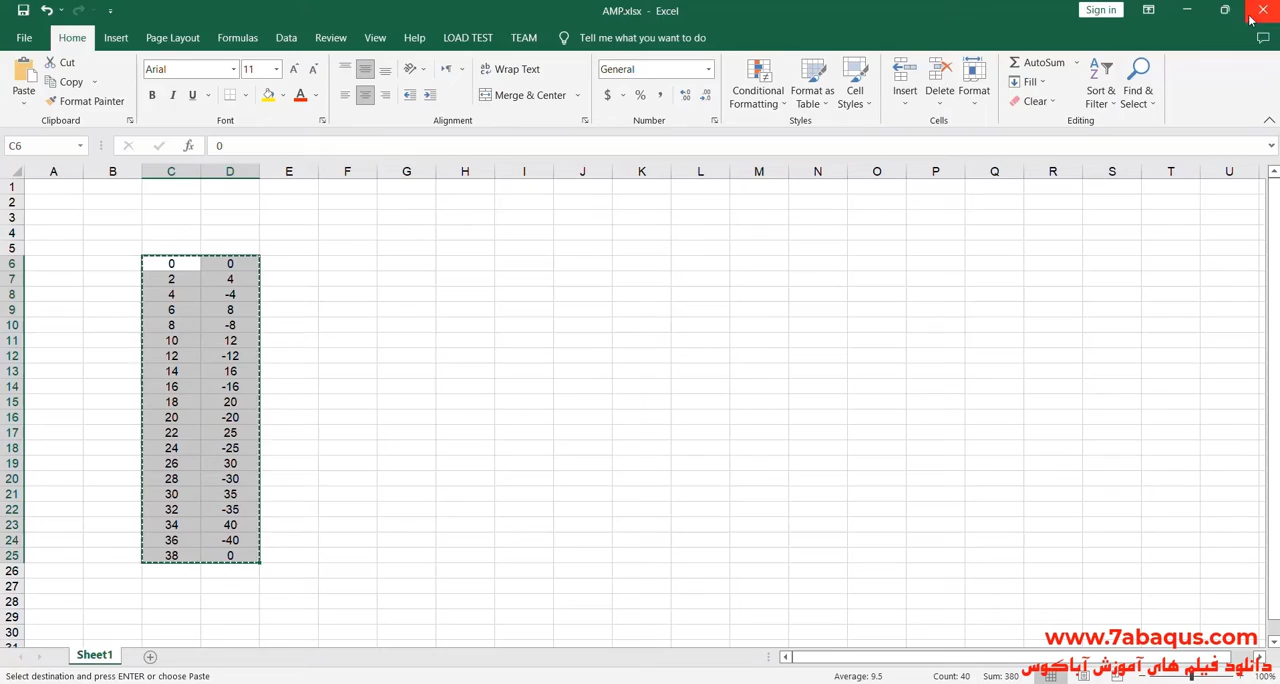 AMP.xlsx - Excel
Sign in
File Home Insert Page Layout Formulas Data Review View Help LOAD TEST TEAM Tell me what you want to do
Paste
Cut
Copy
Format Painter
Clipboard
Arial 11
B I U
Font
Wrap Text
Merge & Center
Alignment
General
$ % ,
Number
Conditional Formatting
Format as Table
Cell Styles
Styles
Insert Delete Format
Cells
AutoSum
Fill
Clear
Sort & Filter
Find & Select
Editing
C6 fx 0
A B C D E F G H I J K L M N O P Q R S T U
1
2
3
4
5
6 0 0
7 2 4
8 4 -4
9 6 8
10 8 -8
11 10 12
12 12 -12
13 14 16
14 16 -16
15 18 20
16 20 -20
17 22 25
18 24 -25
19 26 30
20 28 -30
21 30 35
22 32 -35
23 34 40
24 36 -40
25 38 0
26
27
28
29
30
31
www.7abaqus.com
Sheet1
دانلود فیلم های آموزش آباکوس
Select destination and press ENTER or choose Paste
Average: 9.5 Count: 40 Sum: 380 100%